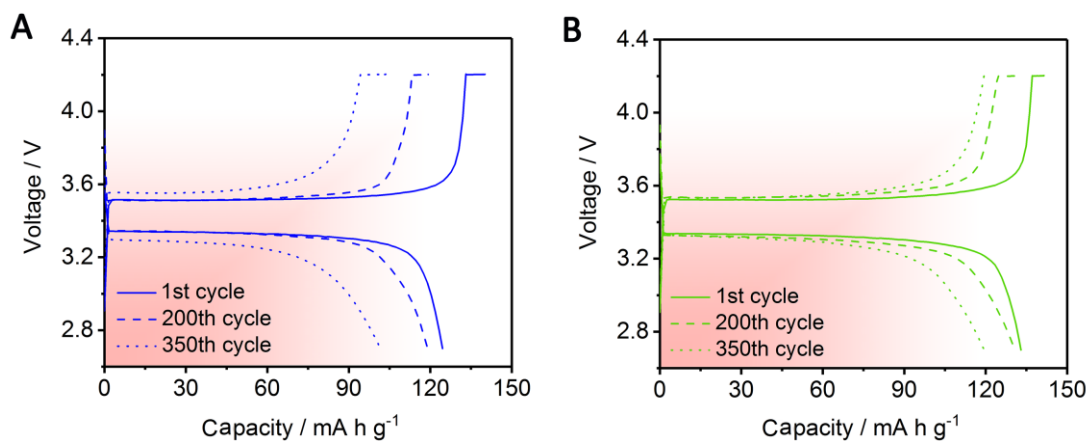 A
4.4
4.0
3.6
3.2
2.8
Voltage / V
1st cycle
200th cycle
350th cycle
0 30 60 90 120 150
Capacity / mA h g⁻¹
B
4.4
4.0
3.6
3.2
2.8
Voltage / V
1st cycle
200th cycle
350th cycle
0 30 60 90 120 150
Capacity / mA h g⁻¹